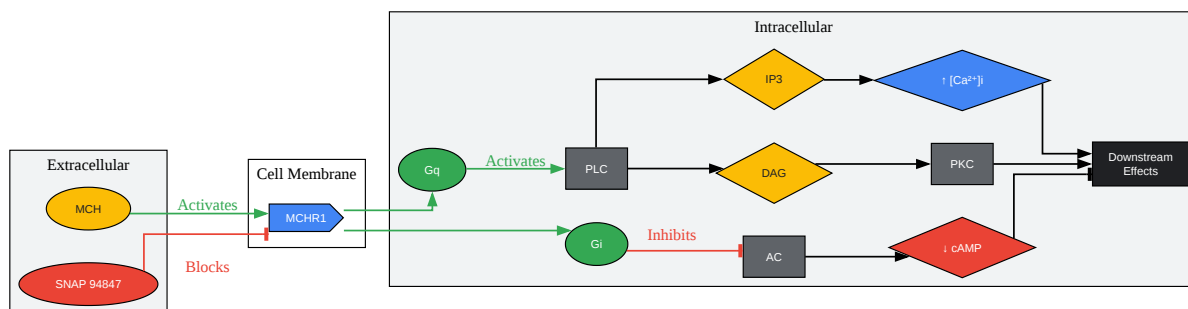 Intracellular
IP3
↑ [Ca²⁺]i
Extracellular
Cell Membrane
Gq
Activates
PLC
DAG
PKC
Downstream
Effects
MCH
Activates
MCHR1
Gi
Inhibits
AC
↓ cAMP
Blocks
SNAP 94847